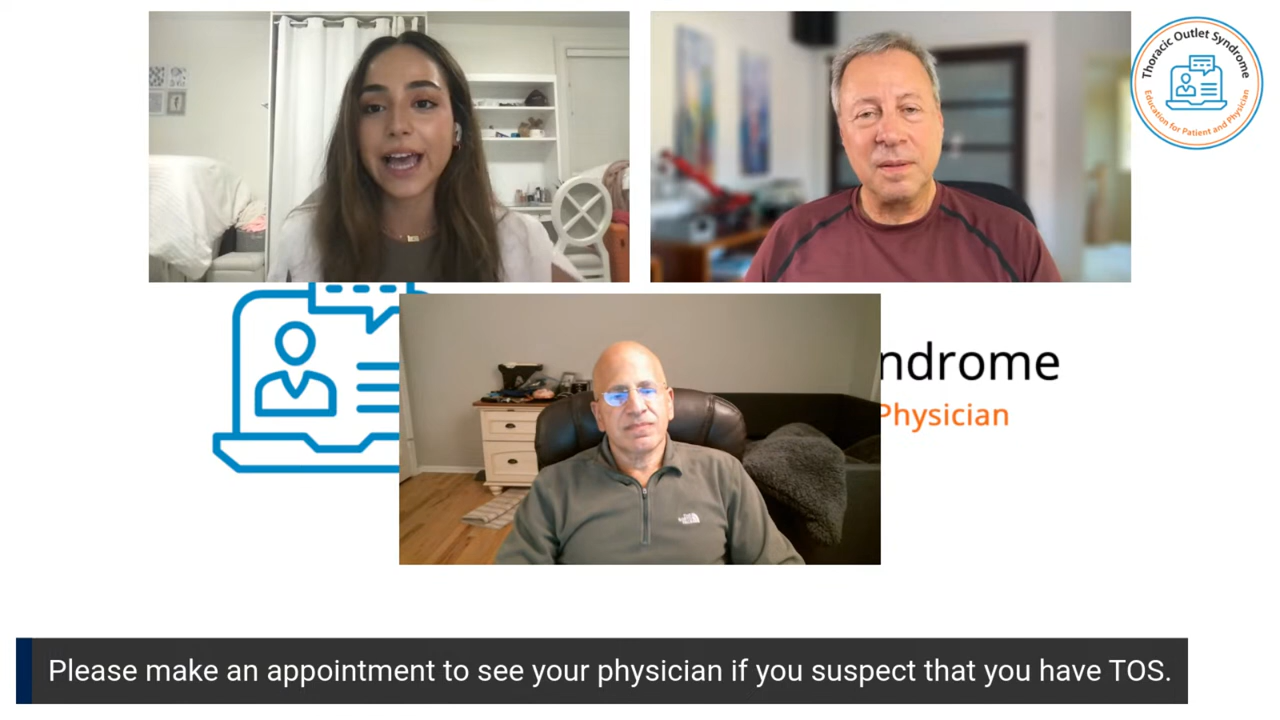 Thoracic Outlet Syndrome
Education for Patient and Physician
ndrome
Physician
Please make an appointment to see your physician if you suspect that you have TOS.